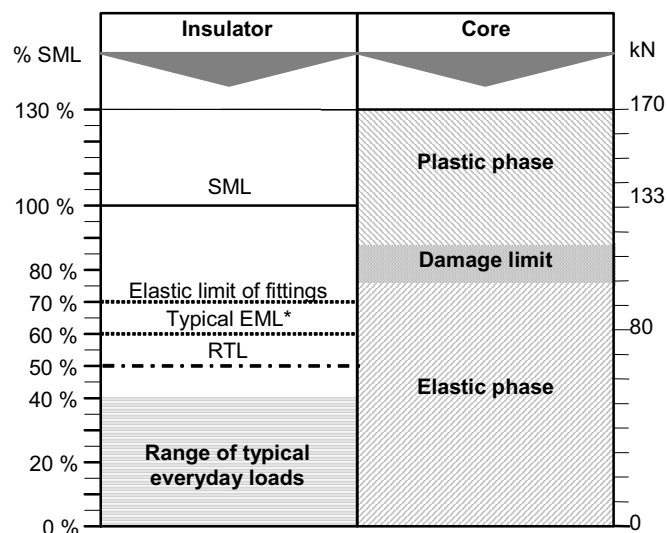 Insulator
Core
% SML
kN
130 %
170
Plastic phase
SML
133
100 %
Damage limit
80 %
Elastic limit of fittings
70 %
Typical EML*
80
60 %
RTL
50 %
Elastic phase
40 %
Range of typical
everyday loads
20 %
0 %
0